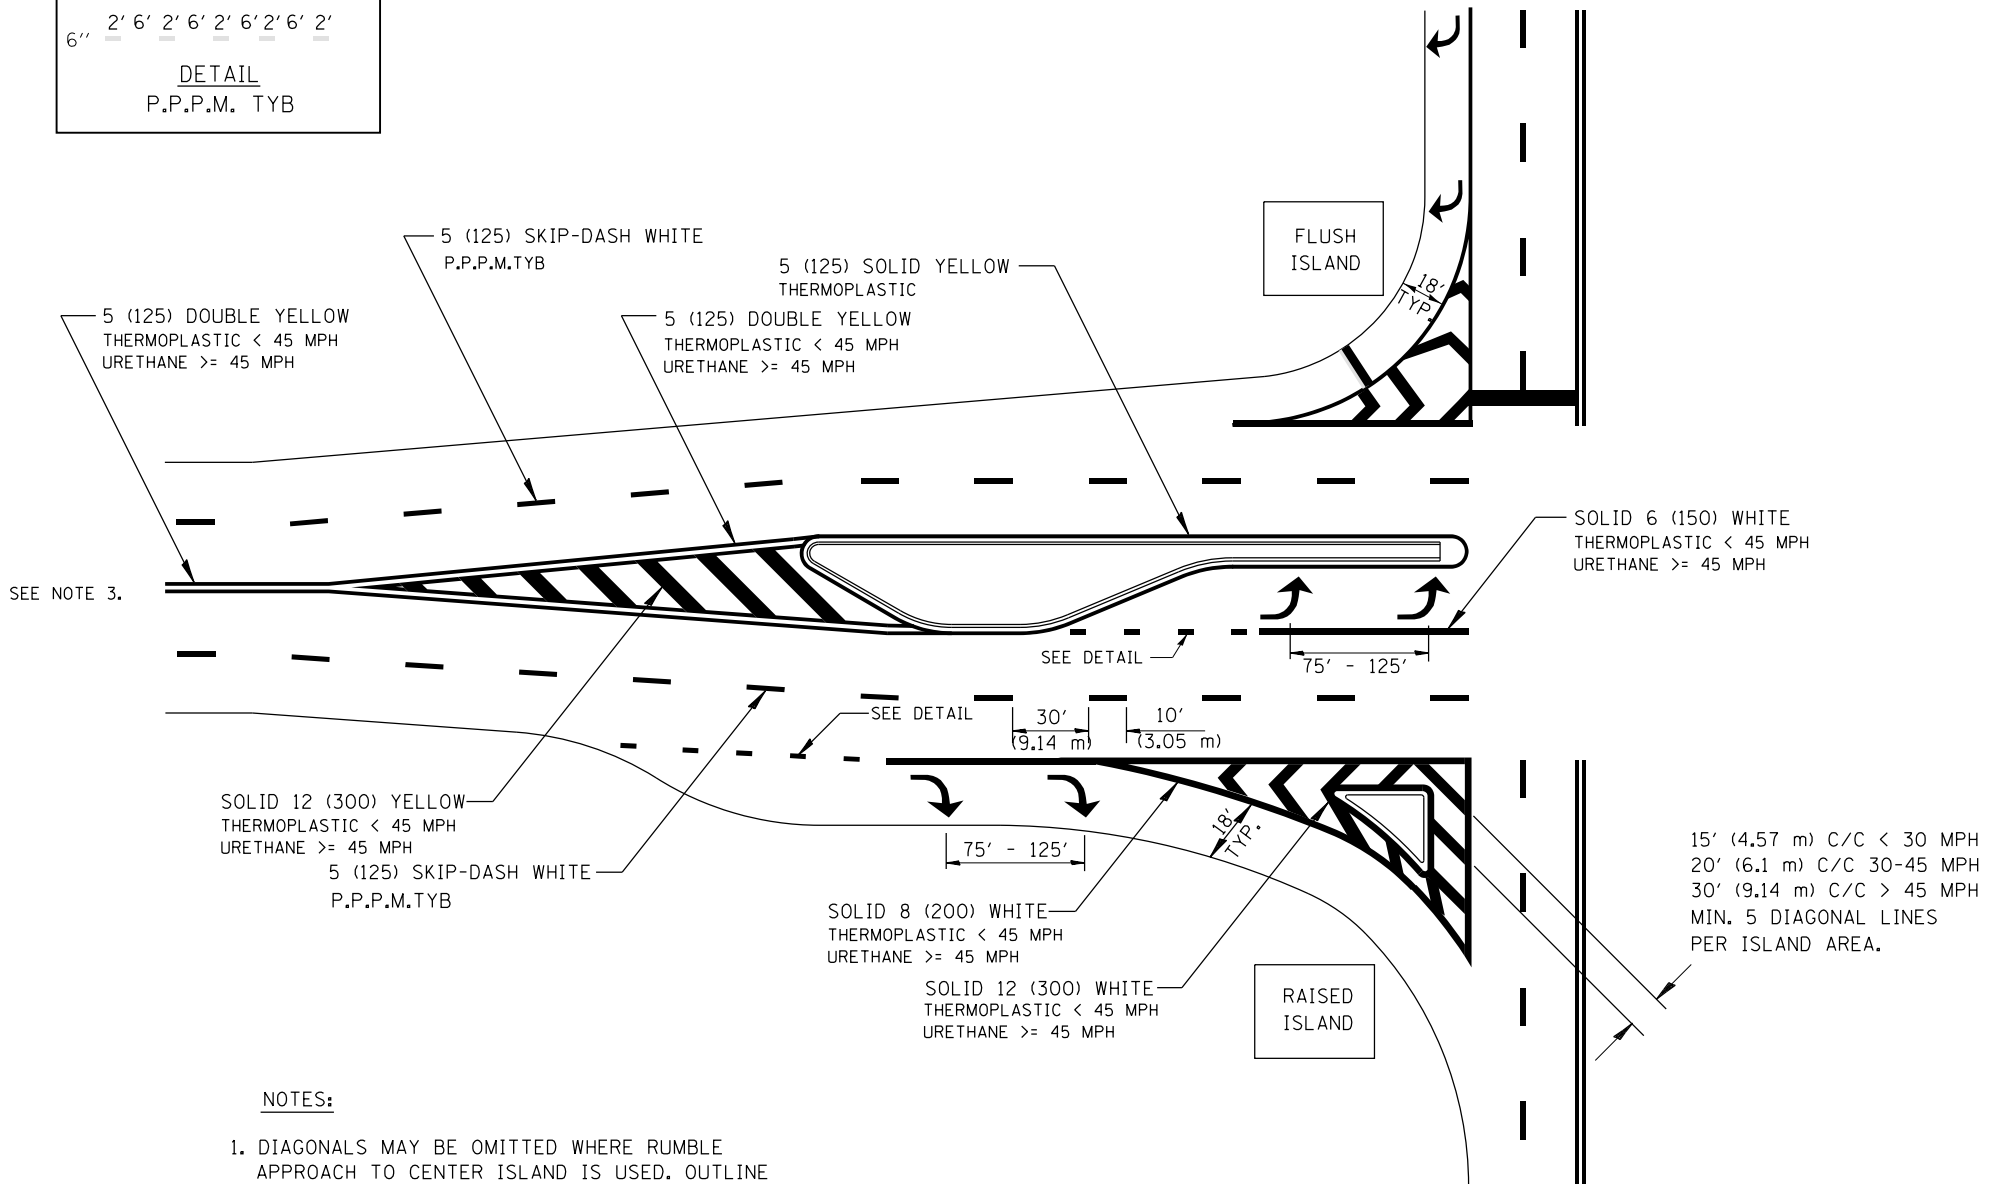 2' 6' 2' 6' 2' 6' 2' 6' 2'
6''
DETAIL
P.P.P.M. TYB
5 (125) SKIP-DASH WHITE
P.P.P.M.TYB
5 (125) SOLID YELLOW
THERMOPLASTIC
5 (125) DOUBLE YELLOW
THERMOPLASTIC < 45 MPH
URETHANE >= 45 MPH
5 (125) DOUBLE YELLOW
THERMOPLASTIC < 45 MPH
URETHANE >= 45 MPH
FLUSH
ISLAND
18'
TYP.
SEE NOTE 3.
SOLID 6 (150) WHITE
THERMOPLASTIC < 45 MPH
URETHANE >= 45 MPH
SEE DETAIL
75' - 125'
SEE DETAIL
30'
(9.14 m)
10'
(3.05 m)
SOLID 12 (300) YELLOW
THERMOPLASTIC < 45 MPH
URETHANE >= 45 MPH
5 (125) SKIP-DASH WHITE
P.P.P.M.TYB
75' - 125'
18'
TYP.
SOLID 8 (200) WHITE
THERMOPLASTIC < 45 MPH
URETHANE >= 45 MPH
SOLID 12 (300) WHITE
THERMOPLASTIC < 45 MPH
URETHANE >= 45 MPH
RAISED
ISLAND
15' (4.57 m) C/C < 30 MPH
20' (6.1 m) C/C 30-45 MPH
30' (9.14 m) C/C > 45 MPH
MIN. 5 DIAGONAL LINES
PER ISLAND AREA.
NOTES:
1. DIAGONALS MAY BE OMITTED WHERE RUMBLE
APPROACH TO CENTER ISLAND IS USED. OUTLINE